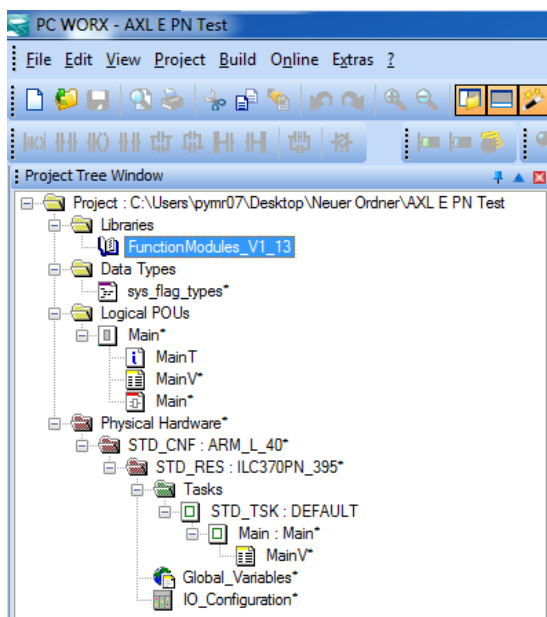 PC WORX - AXL E PN Test
File Edit View Project Build Online Extras ?
Project Tree Window
Project : C:\Users\pymr07\Desktop\Neuer Ordner\AXL E PN Test
Libraries
FunctionModules_V1_13
Data Types
sys_flag_types*
Logical POUs
Main*
MainT
MainV*
Main*
Physical Hardware*
STD_CNF : ARM_L_40*
STD_RES : ILC370PN_395*
Tasks
STD_TSK : DEFAULT
Main : Main*
MainV*
Global_Variables*
IO_Configuration*